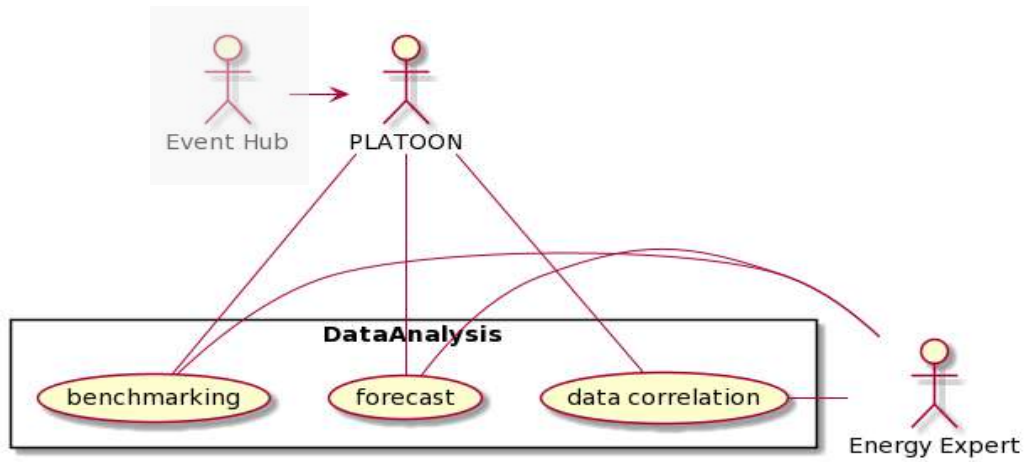 Event Hub
PLATOON
DataAnalysis
benchmarking
forecast
data correlation
Energy Expert